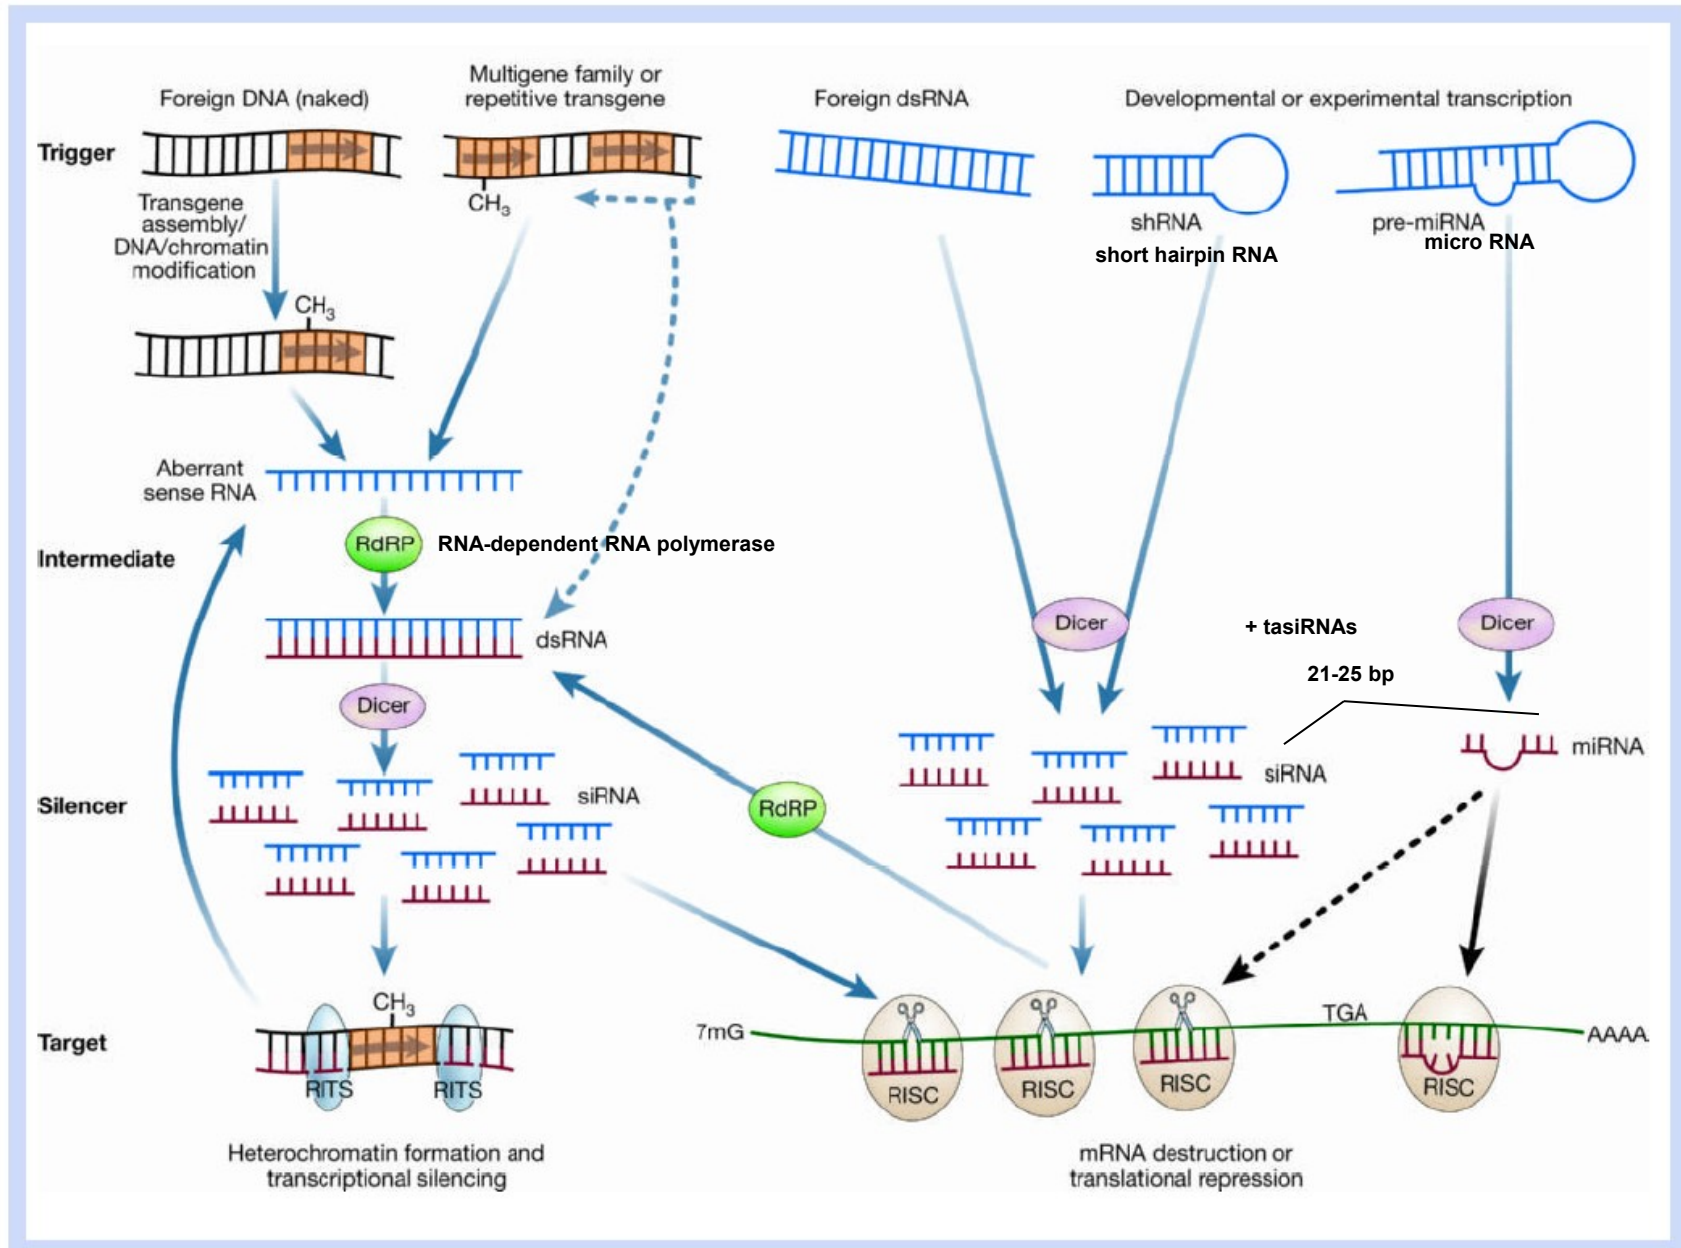 Foreign DNA (naked)
Multigene family or
repetitive transgene
Foreign dsRNA
Developmental or experimental transcription
Trigger
CH3
Transgene
assembly/
DNA/chromatin
modification
shRNA
short hairpin RNA
pre-miRNA
micro RNA
CH3
Aberrant
sense RNA
Intermediate
RdRP
RNA-dependent RNA polymerase
dsRNA
Dicer
Dicer
+ tasiRNAs
21-25 bp
Dicer
Silencer
siRNA
RdRP
siRNA
miRNA
Target
CH3
RITS
RITS
7mG
RISC
RISC
RISC
TGA
RISC
AAAA
Heterochromatin formation and
transcriptional silencing
mRNA destruction or
translational repression